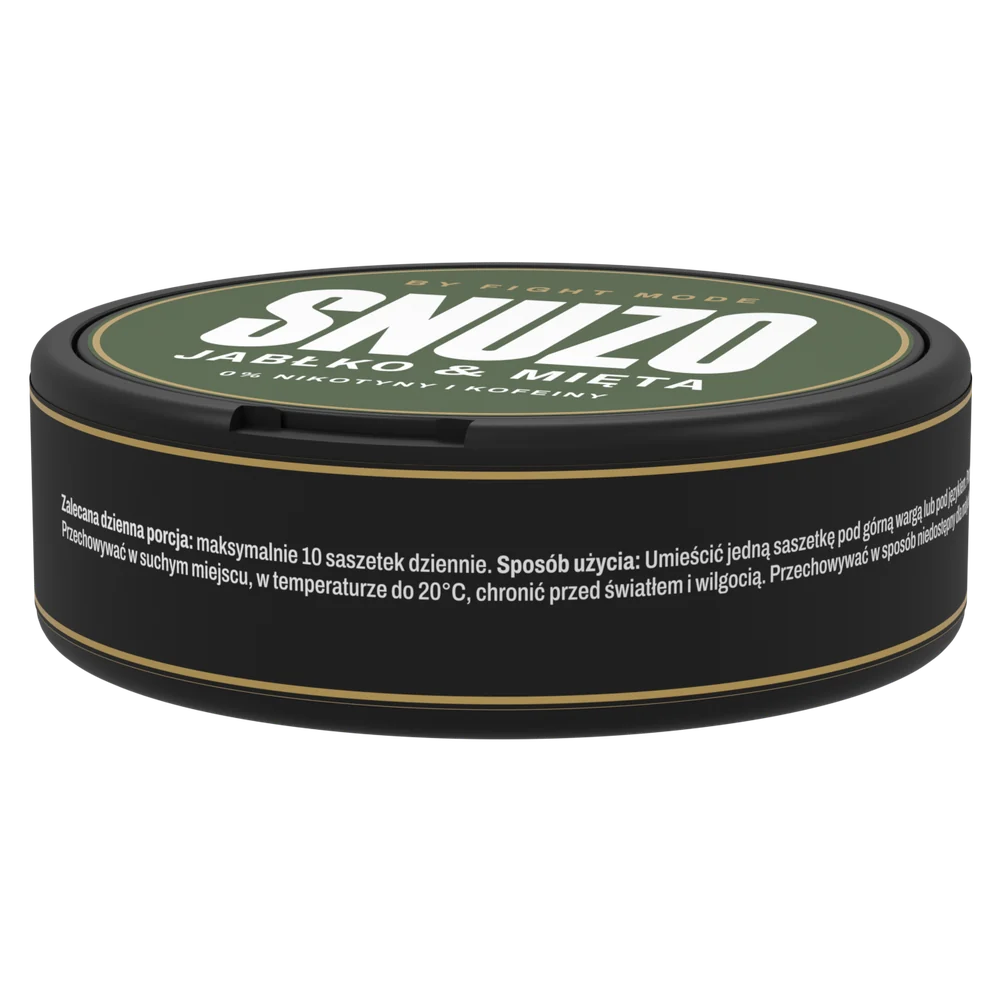 BY FIGHT MODE
SNUZO
JABŁKO & MIĘTA
0% NIKOTYNY I KOFEINY
Zalecana dzienna porcja: maksymalnie 10 saszetek dziennie. Sposób użycia: Umieścić jedną saszetkę pod górną wargą lub pod językiem
Przechowywać w suchym miejscu, w temperaturze do 20°C, chronić przed światłem i wilgocią. Przechowywać w sposób niedostępny dla